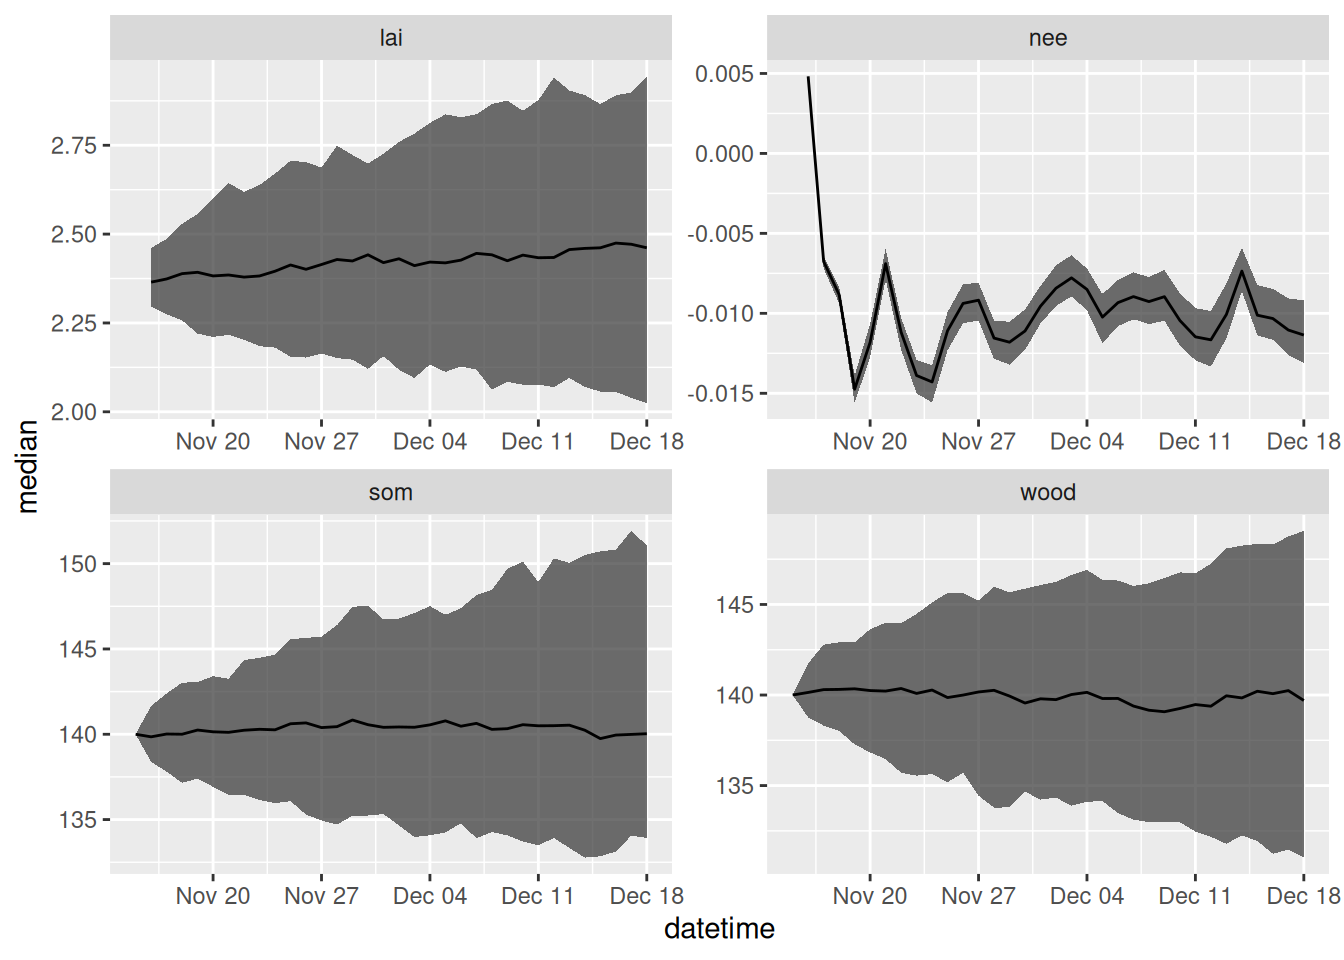 lai
nee
2.75
2.50
2.25
2.00
0.005
0.000
-0.005
-0.010
-0.015
Nov 20 Nov 27 Dec 04 Dec 11 Dec 18
Nov 20 Nov 27 Dec 04 Dec 11 Dec 18
median
som
wood
150
145
140
135
145
140
135
Nov 20 Nov 27 Dec 04 Dec 11 Dec 18
Nov 20 Nov 27 Dec 04 Dec 11 Dec 18
datetime